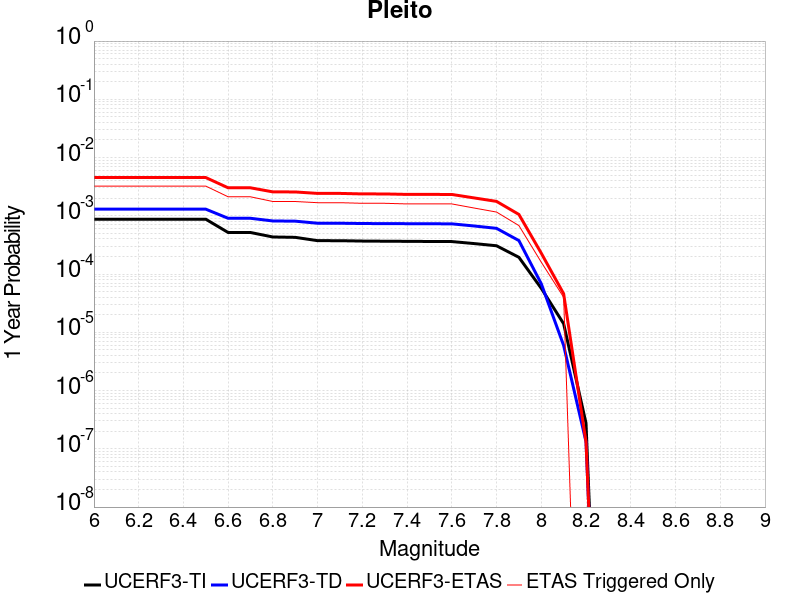 Pleito
10^0
10^-1
10^-2
10^-3
10^-4
10^-5
10^-6
10^-7
10^-8
1 Year Probability
6 6.2 6.4 6.6 6.8 7 7.2 7.4 7.6 7.8 8 8.2 8.4 8.6 8.8 9
Magnitude
UCERF3-TI UCERF3-TD UCERF3-ETAS ETAS Triggered Only